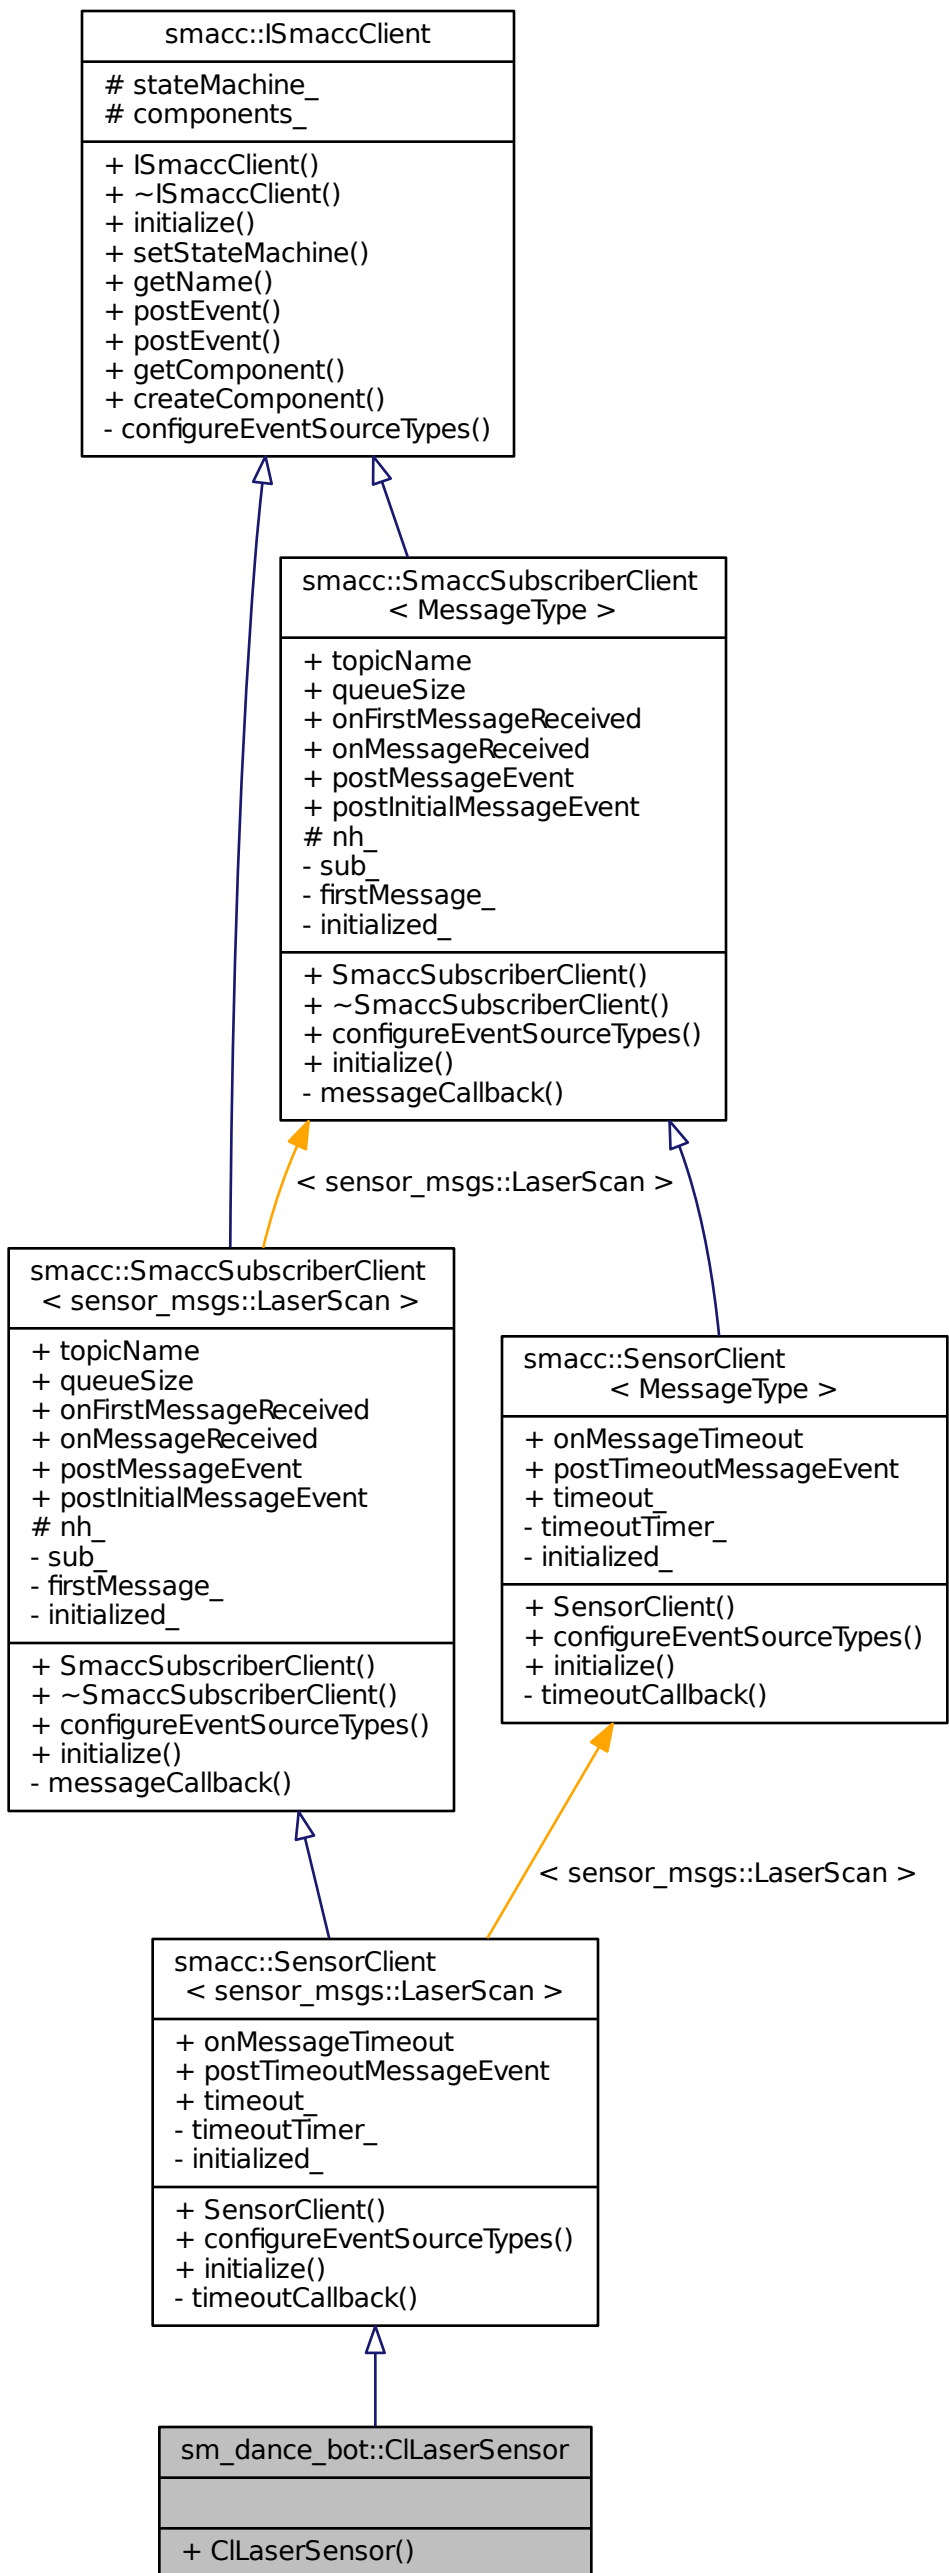 smacc::ISmaccClient
# stateMachine_
# components_
+ ISmaccClient()
+ ~ISmaccClient()
+ initialize()
+ setStateMachine()
+ getName()
+ postEvent()
+ postEvent()
+ getComponent()
+ createComponent()
- configureEventSourceTypes()
smacc::SmaccSubscriberClient
< MessageType >
+ topicName
+ queueSize
+ onFirstMessageReceived
+ onMessageReceived
+ postMessageEvent
+ postInitialMessageEvent
# nh_
- sub_
- firstMessage_
- initialized_
+ SmaccSubscriberClient()
+ ~SmaccSubscriberClient()
+ configureEventSourceTypes()
+ initialize()
- messageCallback()
< sensor_msgs::LaserScan >
smacc::SmaccSubscriberClient
< sensor_msgs::LaserScan >
+ topicName
+ queueSize
+ onFirstMessageReceived
+ onMessageReceived
+ postMessageEvent
+ postInitialMessageEvent
# nh_
- sub_
- firstMessage_
- initialized_
+ SmaccSubscriberClient()
+ ~SmaccSubscriberClient()
+ configureEventSourceTypes()
+ initialize()
- messageCallback()
smacc::SensorClient
< MessageType >
+ onMessageTimeout
+ postTimeoutMessageEvent
+ timeout_
- timeoutTimer_
- initialized_
+ SensorClient()
+ configureEventSourceTypes()
+ initialize()
- timeoutCallback()
< sensor_msgs::LaserScan >
smacc::SensorClient
< sensor_msgs::LaserScan >
+ onMessageTimeout
+ postTimeoutMessageEvent
+ timeout_
- timeoutTimer_
- initialized_
+ SensorClient()
+ configureEventSourceTypes()
+ initialize()
- timeoutCallback()
sm_dance_bot::ClLaserSensor
+ ClLaserSensor()